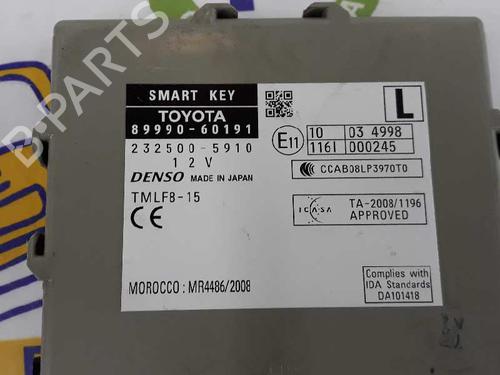 SMART KEY
TOYOTA
89990-60191
232500-5910
12V
DENSO MADE IN JAPAN
TMLF8-15
CE
MOROCCO : MR4486/2008
L
E11
10 03 4998
116I 000245
CCAB08LP3970T0
ICASA
TA-2008/1196
APPROVED
Complies with
IDA Standards
DA101418
B-PARTS